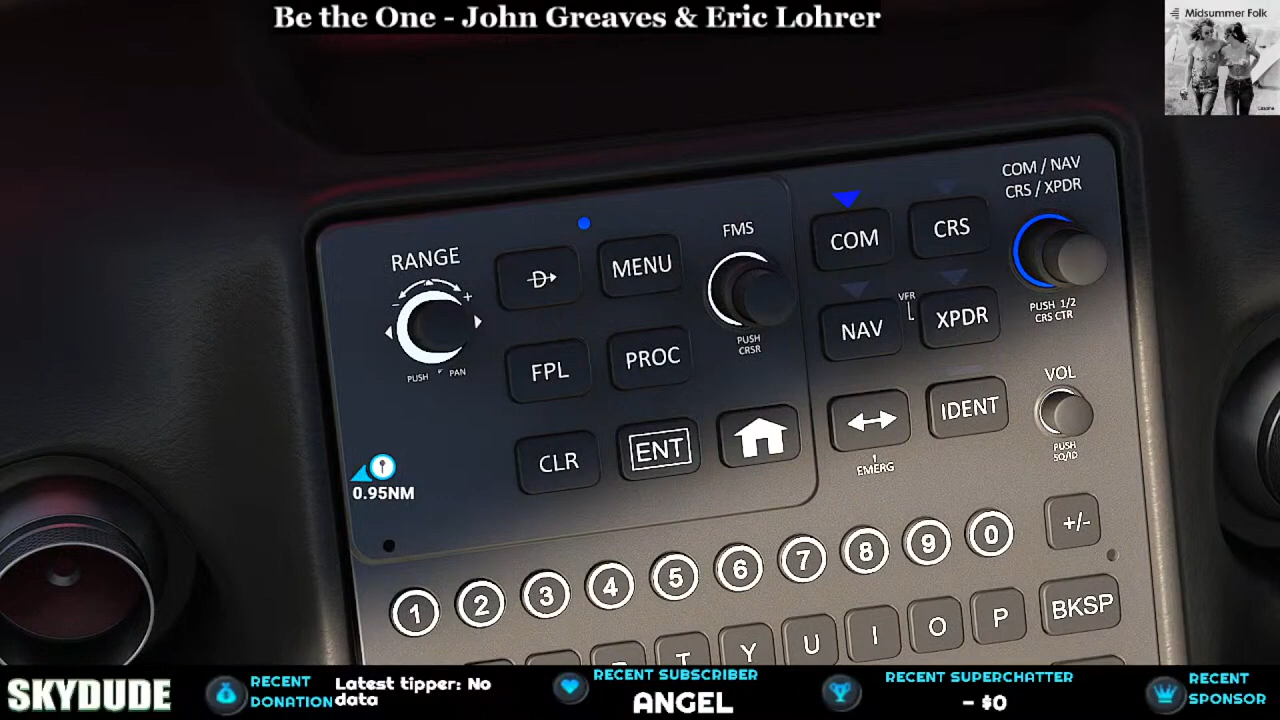 Be the One - John Greaves & Eric Lohrer
Midsummer Folk
COM / NAV
CRS / XPDR
RANGE
- +
D
MENU
FMS
COM
CRS
VFR
L
NAV
XPDR
PUSH 1/2
CRS CTR
PUSH PAN
FPL
PROC
PUSH
CRSR
VOL
CLR
ENT
IDENT
EMERG
PUSH
SQ/ID
0.95NM
1 2 3 4 5 6 7 8 9 0 +/-
T Y U I O P BKSP
SKYDUDE
RECENT
DONATION
Latest tipper: No
data
RECENT SUBSCRIBER
ANGEL
RECENT SUPERCHATTER
- $0
RECENT
SPONSOR